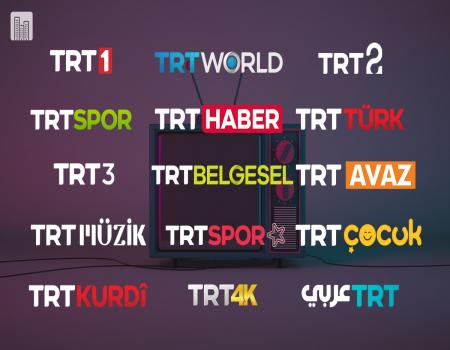 TRT 1 TRT WORLD TRT 2
TRT SPOR TRT HABER TRT TÜRK
TRT 3 TRT BELGESEL TRT AVAZ
TRT MÜZİK TRT SPOR TRT çocuk
TRT KURDÎ TRT 4K TRT عربي